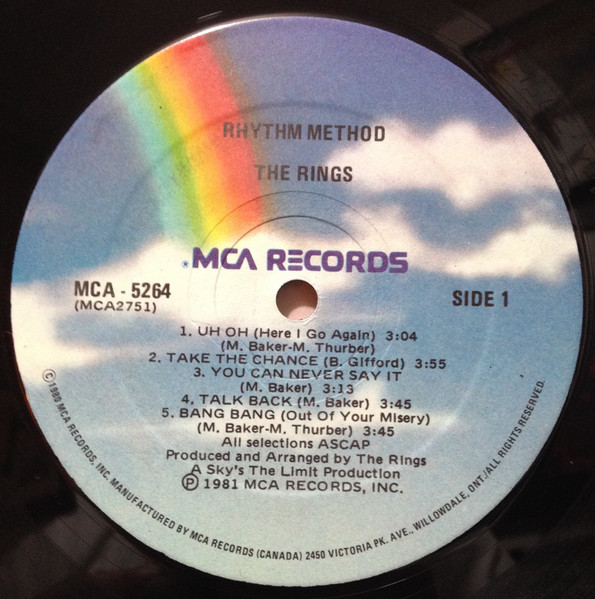 RHYTHM METHOD
THE RINGS
MCA RECORDS
MCA - 5264
(MCA2751)
SIDE 1
1. UH OH (Here I Go Again) 3:04
(M. Baker-M. Thurber)
2. TAKE THE CHANCE (B. Gifford) 3:55
3. YOU CAN NEVER SAY IT
(M. Baker) 3:13
4. TALK BACK (M. Baker) 3:45
5. BANG BANG (Out Of Your Misery)
(M. Baker-M. Thurber) 3:45
All selections ASCAP
Produced and Arranged by The Rings
A Sky's The Limit Production
Ⓟ 1981 MCA RECORDS, INC.
© MCA RECORDS, INC. MANUFACTURED BY MCA RECORDS (CANADA) 2450 VICTORIA PK. AVE., WILLOWDALE, ONT./ALL RIGHTS RESERVED.